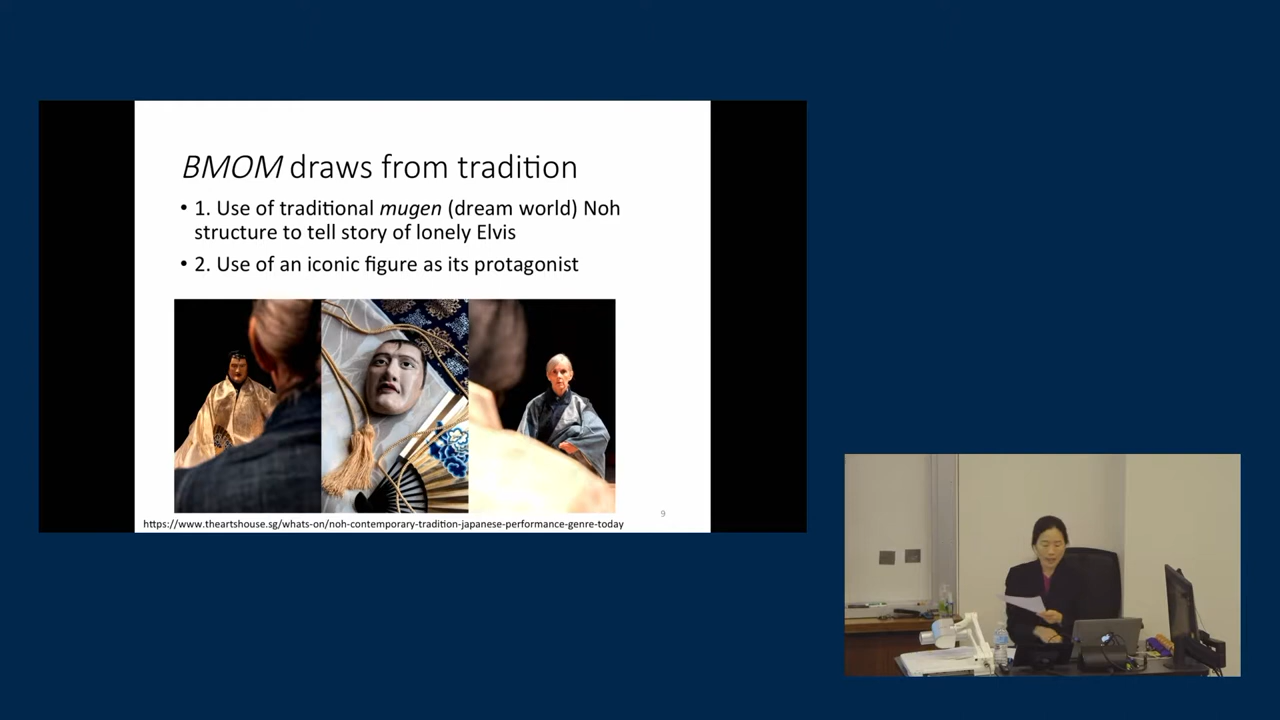 BMOM draws from tradition
• 1. Use of traditional mugen (dream world) Noh
structure to tell story of lonely Elvis
• 2. Use of an iconic figure as its protagonist
https://www.theartshouse.sg/whats-on/noh-contemporary-tradition-japanese-performance-genre-today
9